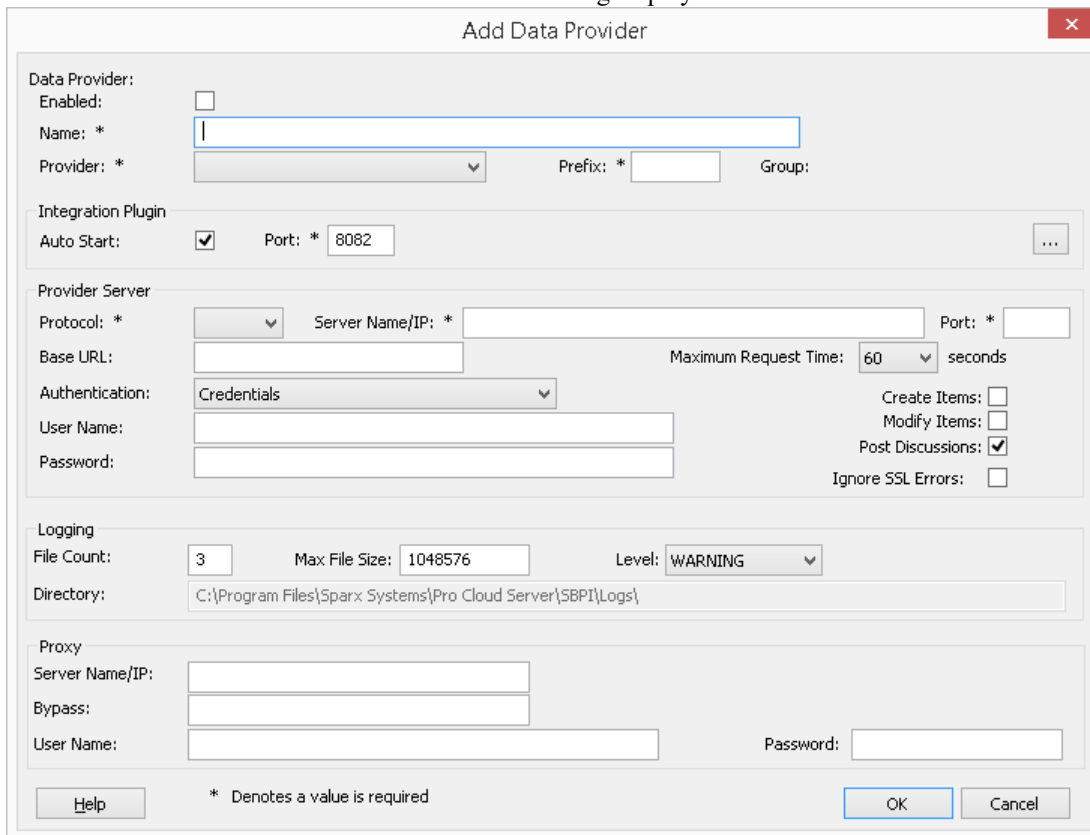 Add Data Provider
Data Provider:
Enabled:
Name: *
Provider: * Prefix: * Group:
Integration Plugin
Auto Start: Port: * 8082 ...
Provider Server
Protocol: * Server Name/IP: * Port: *
Base URL: Maximum Request Time: 60 seconds
Authentication: Credentials Create Items:
Modify Items:
User Name:
Post Discussions:
Password:
Ignore SSL Errors:
Logging
File Count: 3 Max File Size: 1048576 Level: WARNING
Directory: C:\Program Files\Sparx Systems\Pro Cloud Server\SBPI\Logs\
Proxy
Server Name/IP:
Bypass:
User Name: Password:
Help * Denotes a value is required OK Cancel